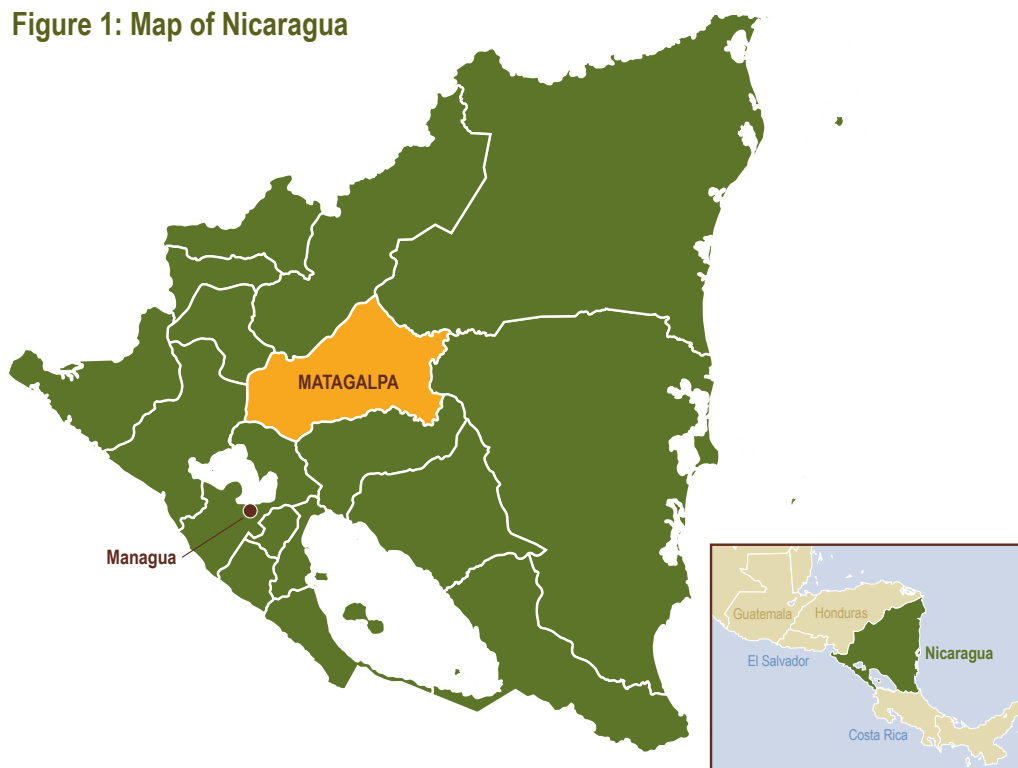 Figure 1: Map of Nicaragua
MATAGALPA
Managua
Guatemala
Honduras
El Salvador
Nicaragua
Costa Rica